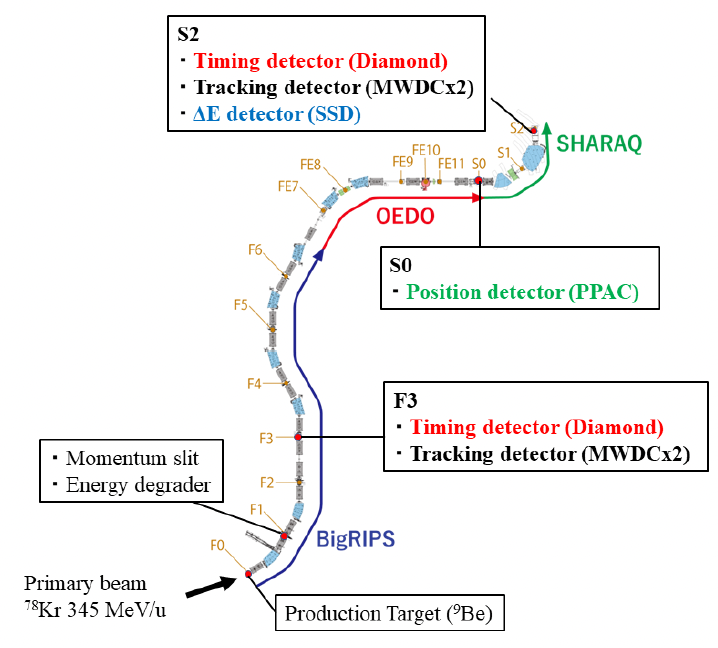 S2
・Timing detector (Diamond)
・Tracking detector (MWDCx2)
・ΔE detector (SSD)
S2
SHARAQ
S1
FE10
FE9
FE11
S0
FE8
FE7
OEDO
F6
S0
・Position detector (PPAC)
F5
F4
F3
・Timing detector (Diamond)
・Tracking detector (MWDCx2)
F3
・Momentum slit
・Energy degrader
F2
F1
BigRIPS
F0
Primary beam
⁷⁸Kr 345 MeV/u
Production Target (⁹Be)